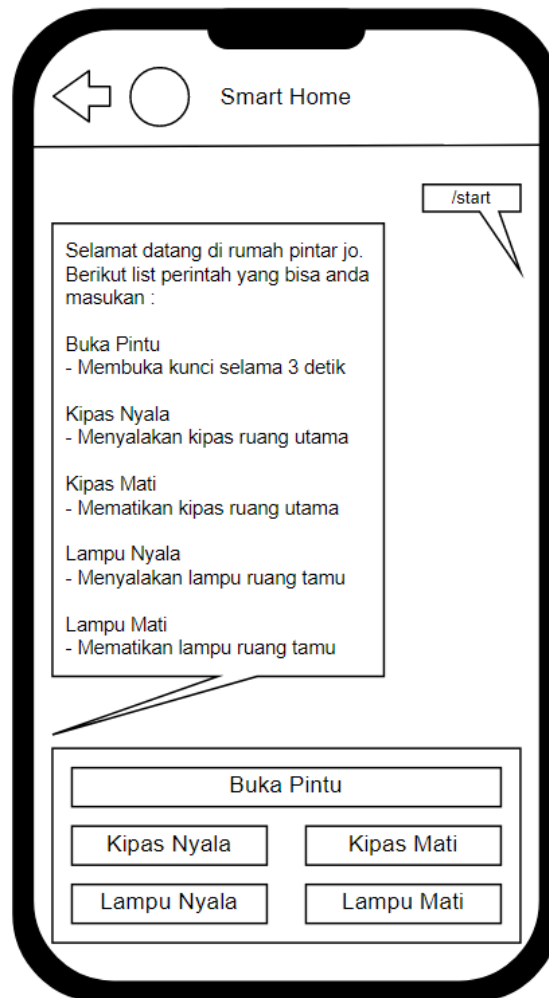 Smart Home
/start
Selamat datang di rumah pintar jo.
Berikut list perintah yang bisa anda
masukan :
Buka Pintu
- Membuka kunci selama 3 detik
Kipas Nyala
- Menyalakan kipas ruang utama
Kipas Mati
- Mematikan kipas ruang utama
Lampu Nyala
- Menyalakan lampu ruang tamu
Lampu Mati
- Mematikan lampu ruang tamu
Buka Pintu
Kipas Nyala
Kipas Mati
Lampu Nyala
Lampu Mati